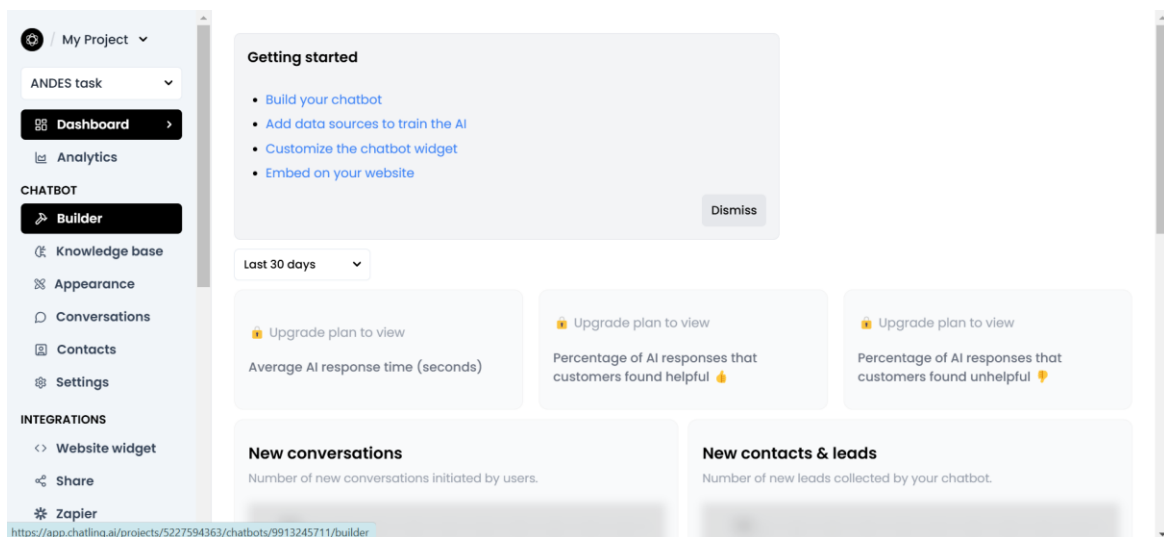 / My Project
ANDES task
Dashboard
Analytics
CHATBOT
Builder
Knowledge base
Appearance
Conversations
Contacts
Settings
INTEGRATIONS
Website widget
Share
Zapier
https://app.chatling.ai/projects/5227594363/chatbots/9913245711/builder
Getting started
• Build your chatbot
• Add data sources to train the AI
• Customize the chatbot widget
• Embed on your website
Dismiss
Last 30 days
Upgrade plan to view
Average AI response time (seconds)
Upgrade plan to view
Percentage of AI responses that
customers found helpful 👍
Upgrade plan to view
Percentage of AI responses that
customers found unhelpful 👎
New conversations
Number of new conversations initiated by users.
New contacts & leads
Number of new leads collected by your chatbot.